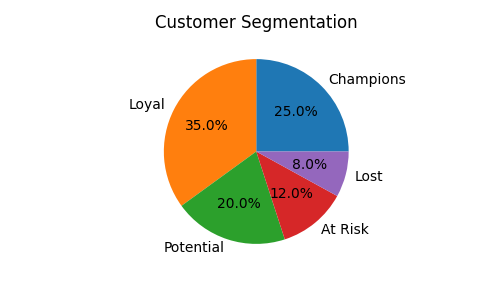 Customer Segmentation
Champions
25.0%
Loyal
35.0%
Potential
20.0%
At Risk
12.0%
Lost
8.0%